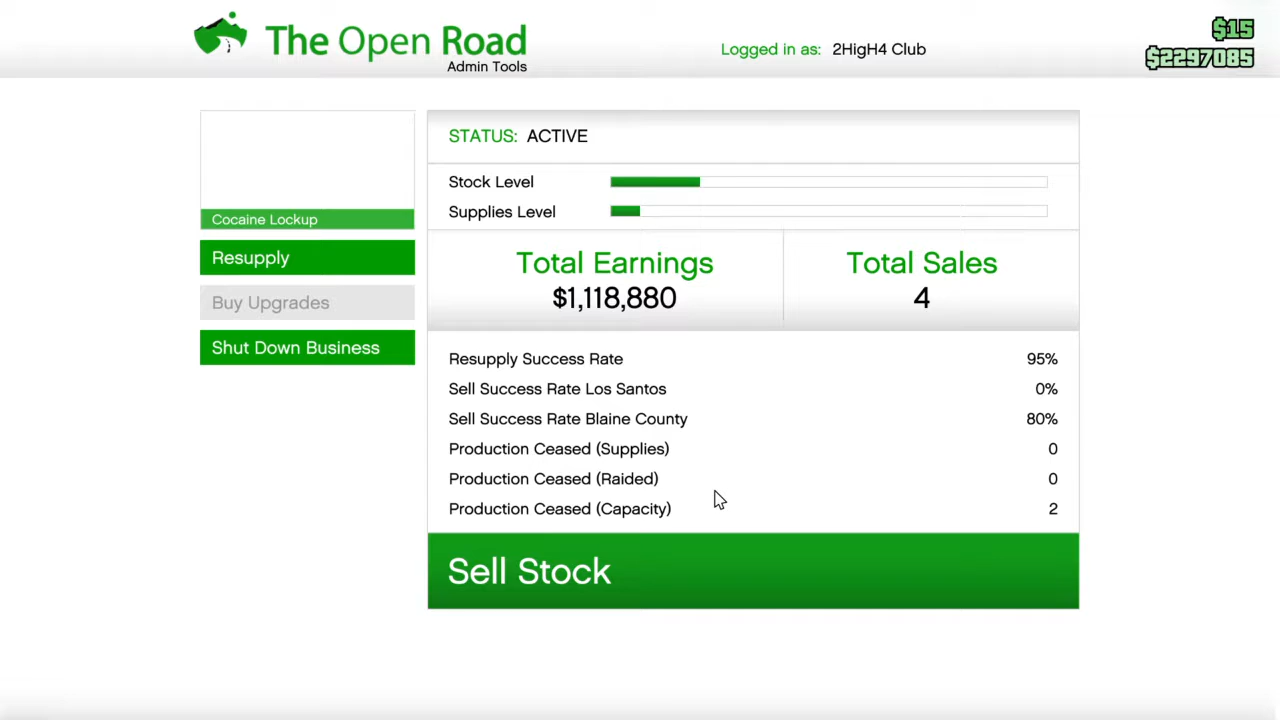 The Open Road
Admin Tools
Logged in as: 2HigH4 Club
$15
$2297085
Cocaine Lockup
Resupply
Buy Upgrades
Shut Down Business
STATUS: ACTIVE
Stock Level
Supplies Level
Total Earnings
$1,118,880
Total Sales
4
Resupply Success Rate 95%
Sell Success Rate Los Santos 0%
Sell Success Rate Blaine County 80%
Production Ceased (Supplies) 0
Production Ceased (Raided) 0
Production Ceased (Capacity) 2
Sell Stock